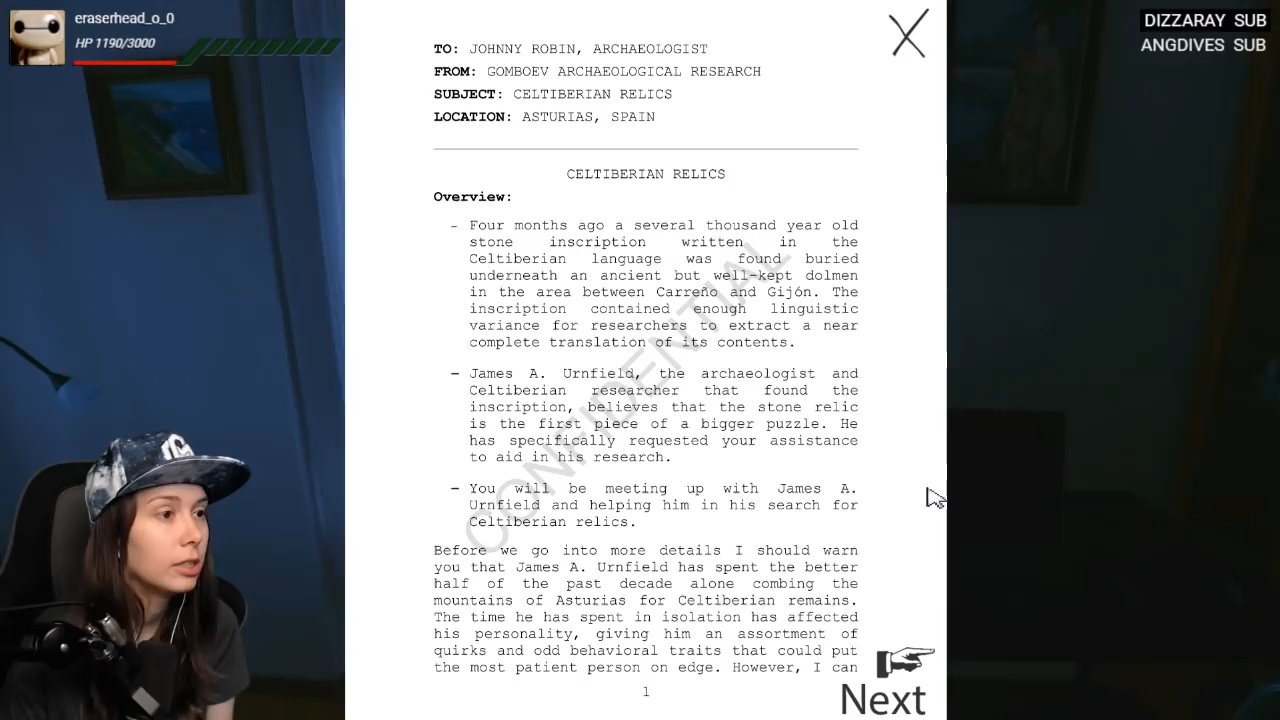 eraserhead_o_0
HP 1190/3000
DIZZARAY SUB
ANGDIVES SUB
TO: JOHNNY ROBIN, ARCHAEOLOGIST
FROM: GOMBOEV ARCHAEOLOGICAL RESEARCH
SUBJECT: CELTIBERIAN RELICS
LOCATION: ASTURIAS, SPAIN
CELTIBERIAN RELICS
Overview:
- Four months ago a several thousand year old
stone inscription written in the
Celtiberian language was found buried
underneath an ancient but well-kept dolmen
in the area between Carreño and Gijón. The
inscription contained enough linguistic
variance for researchers to extract a near
complete translation of its contents.
- James A. Urnfield, the archaeologist and
Celtiberian researcher that found the
inscription, believes that the stone relic
is the first piece of a bigger puzzle. He
has specifically requested your assistance
to aid in his research.
- You will be meeting up with James A.
Urnfield and helping him in his search for
Celtiberian relics.
Before we go into more details I should warn
you that James A. Urnfield has spent the better
half of the past decade alone combing the
mountains of Asturias for Celtiberian remains.
The time he has spent in isolation has affected
his personality, giving him an assortment of
quirks and odd behavioral traits that could put
the most patient person on edge. However, I can
1
CONFIDENTIAL
Next